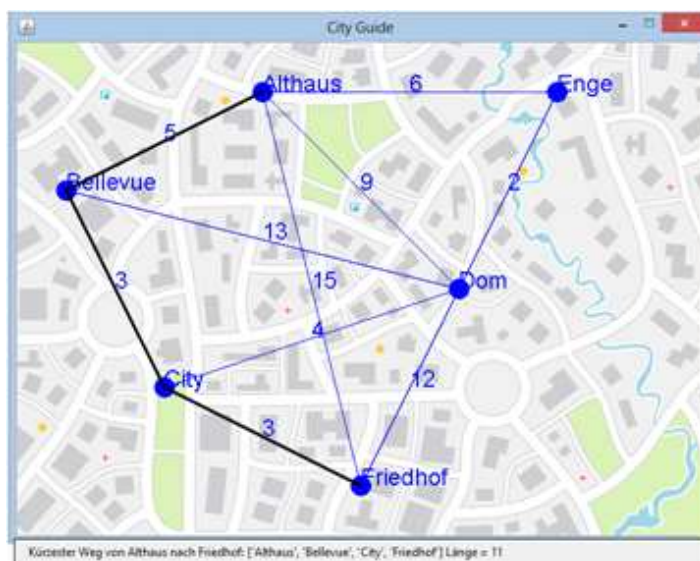 City Guide
Althaus
6
Enge
5
Bellevue
9
2
13
3
15
Dom
4
City
12
3
Friedhof
Kürzester Weg von Althaus nach Friedhof: ['Althaus', 'Bellevue', 'City', 'Friedhof'] Länge = 11